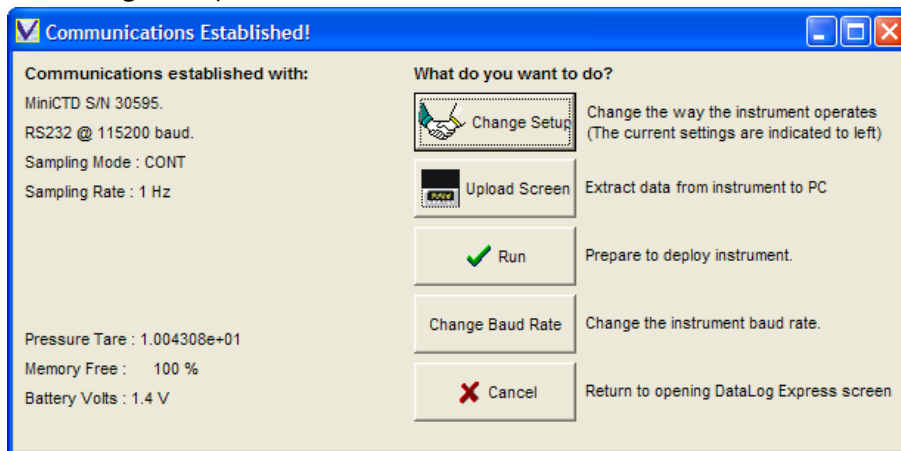 Communications Established!
Communications established with:
MiniCTD S/N 30595.
RS232 @ 115200 baud.
Sampling Mode : CONT
Sampling Rate : 1 Hz
Pressure Tare : 1.004308e+01
Memory Free : 100 %
Battery Volts : 1.4 V
What do you want to do?
Change Setup
Change the way the instrument operates
(The current settings are indicated to left)
Upload Screen
Extract data from instrument to PC
Run
Prepare to deploy instrument.
Change Baud Rate
Change the instrument baud rate.
Cancel
Return to opening DataLog Express screen